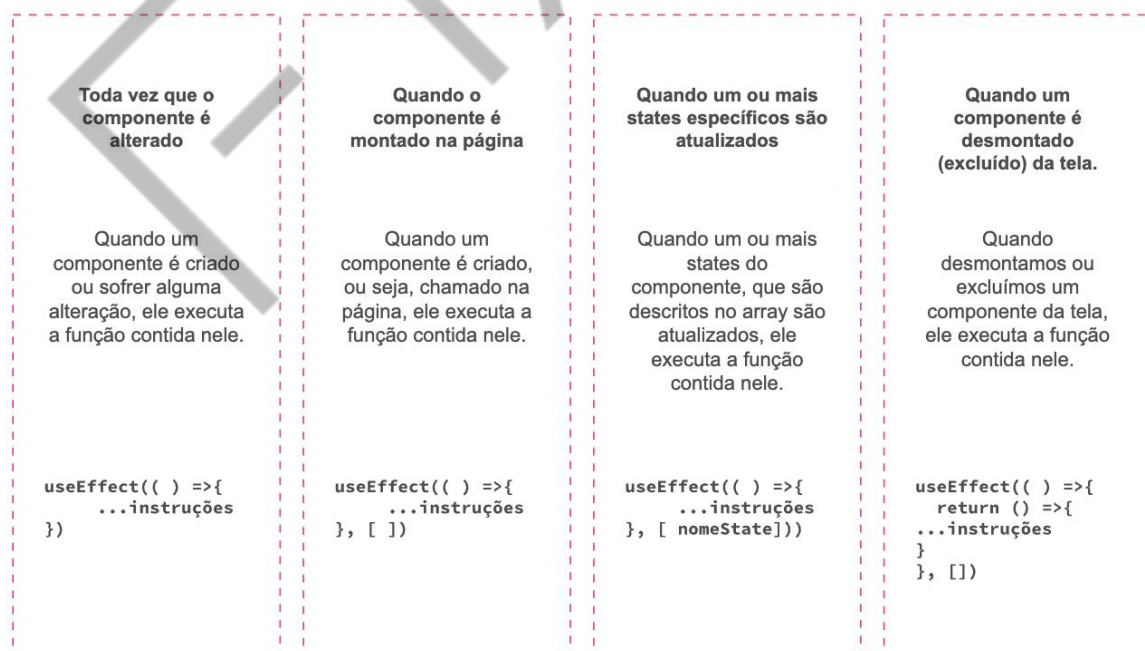 Toda vez que o
componente é
alterado
Quando um
componente é criado
ou sofrer alguma
alteração, ele executa
a função contida nele.
useEffect(( ) =>{
...instruções
})
Quando o
componente é
montado na página
Quando um
componente é criado,
ou seja, chamado na
página, ele executa a
função contida nele.
useEffect(( ) =>{
...instruções
}, [ ])
Quando um ou mais
states específicos são
atualizados
Quando um ou mais
states do
componente, que são
descritos no array são
atualizados, ele
executa a função
contida nele.
useEffect(( ) =>{
...instruções
}, [ nomeState]))
Quando um
componente é
desmontado
(excluído) da tela.
Quando
desmontamos ou
excluímos um
componente da tela,
ele executa a função
contida nele.
useEffect(( ) =>{
return () =>{
...instruções
}
}, [])